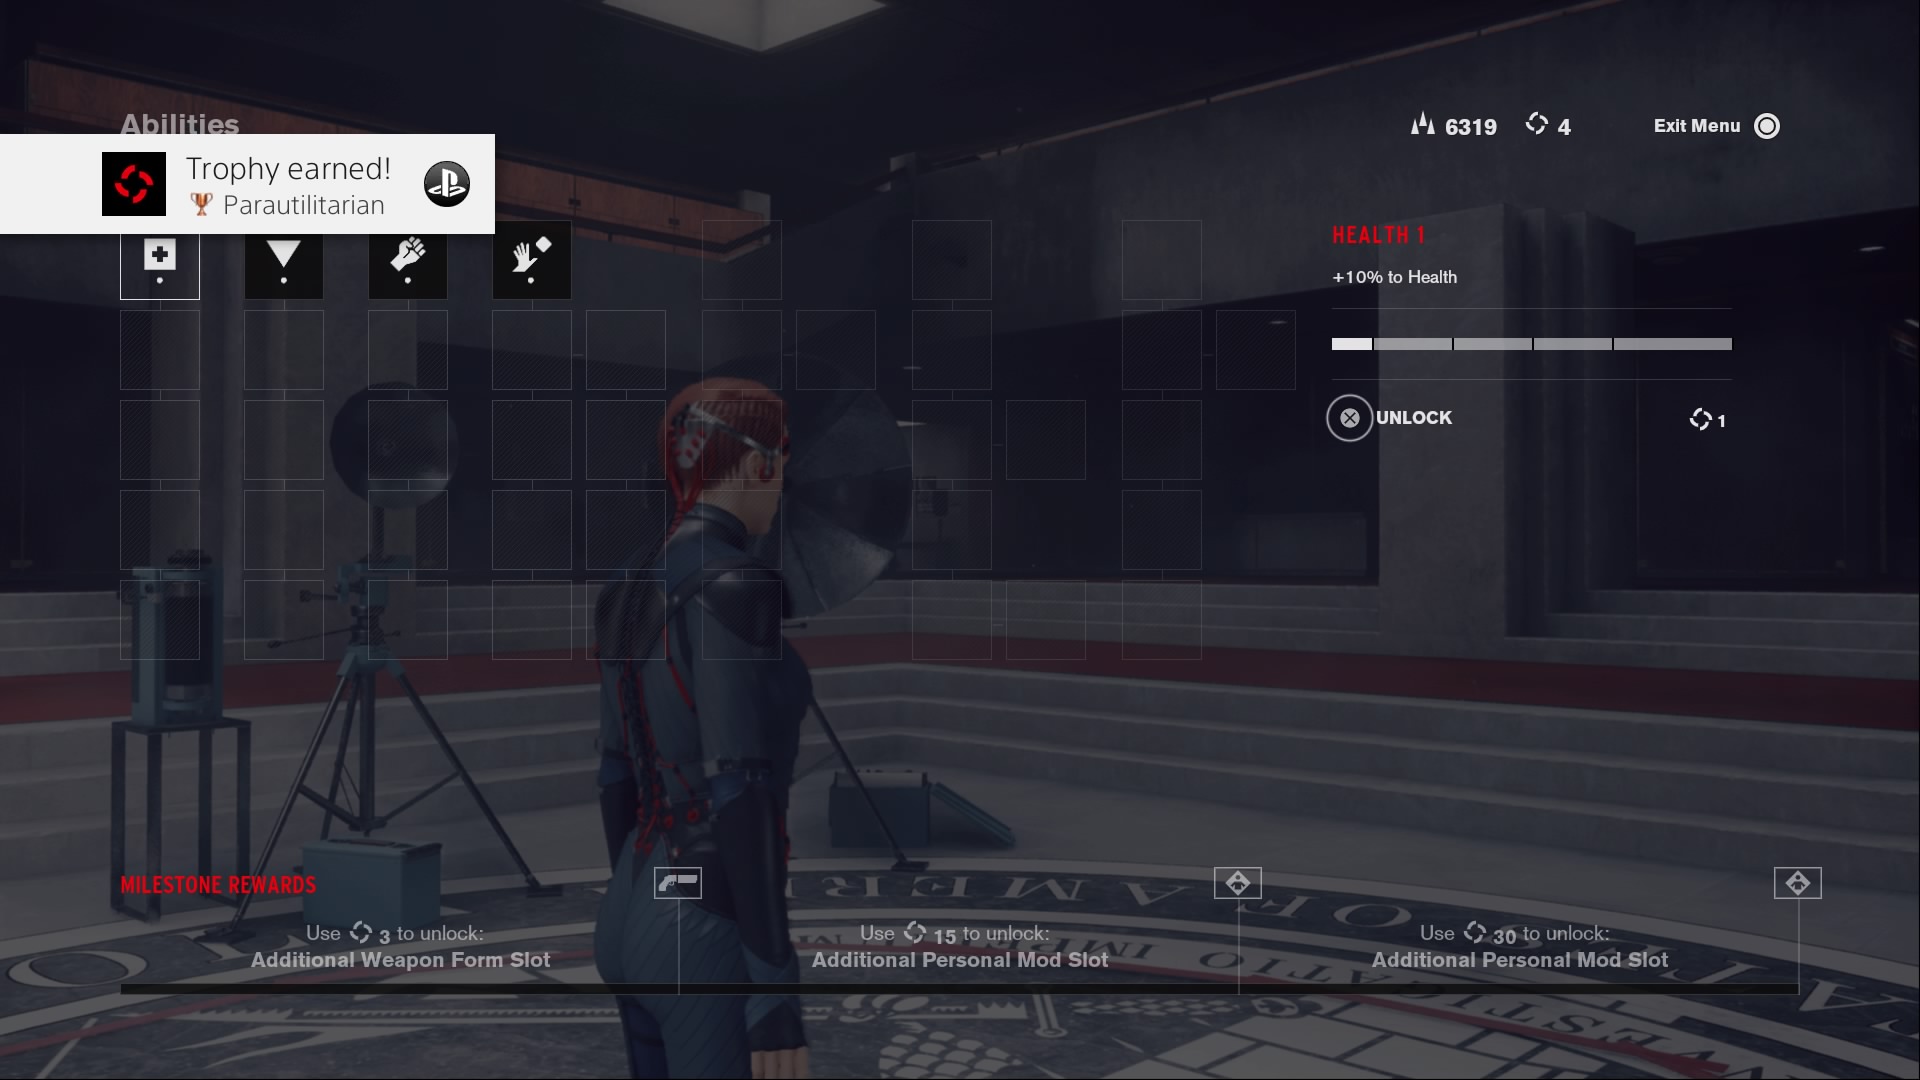 Abilities
6319
4
Exit Menu
Trophy earned!
Parautilitarian
HEALTH 1
+10% to Health
UNLOCK
1
MILESTONE REWARDS
Use 3 to unlock:
Additional Weapon Form Slot
Use 15 to unlock:
Additional Personal Mod Slot
Use 30 to unlock:
Additional Personal Mod Slot